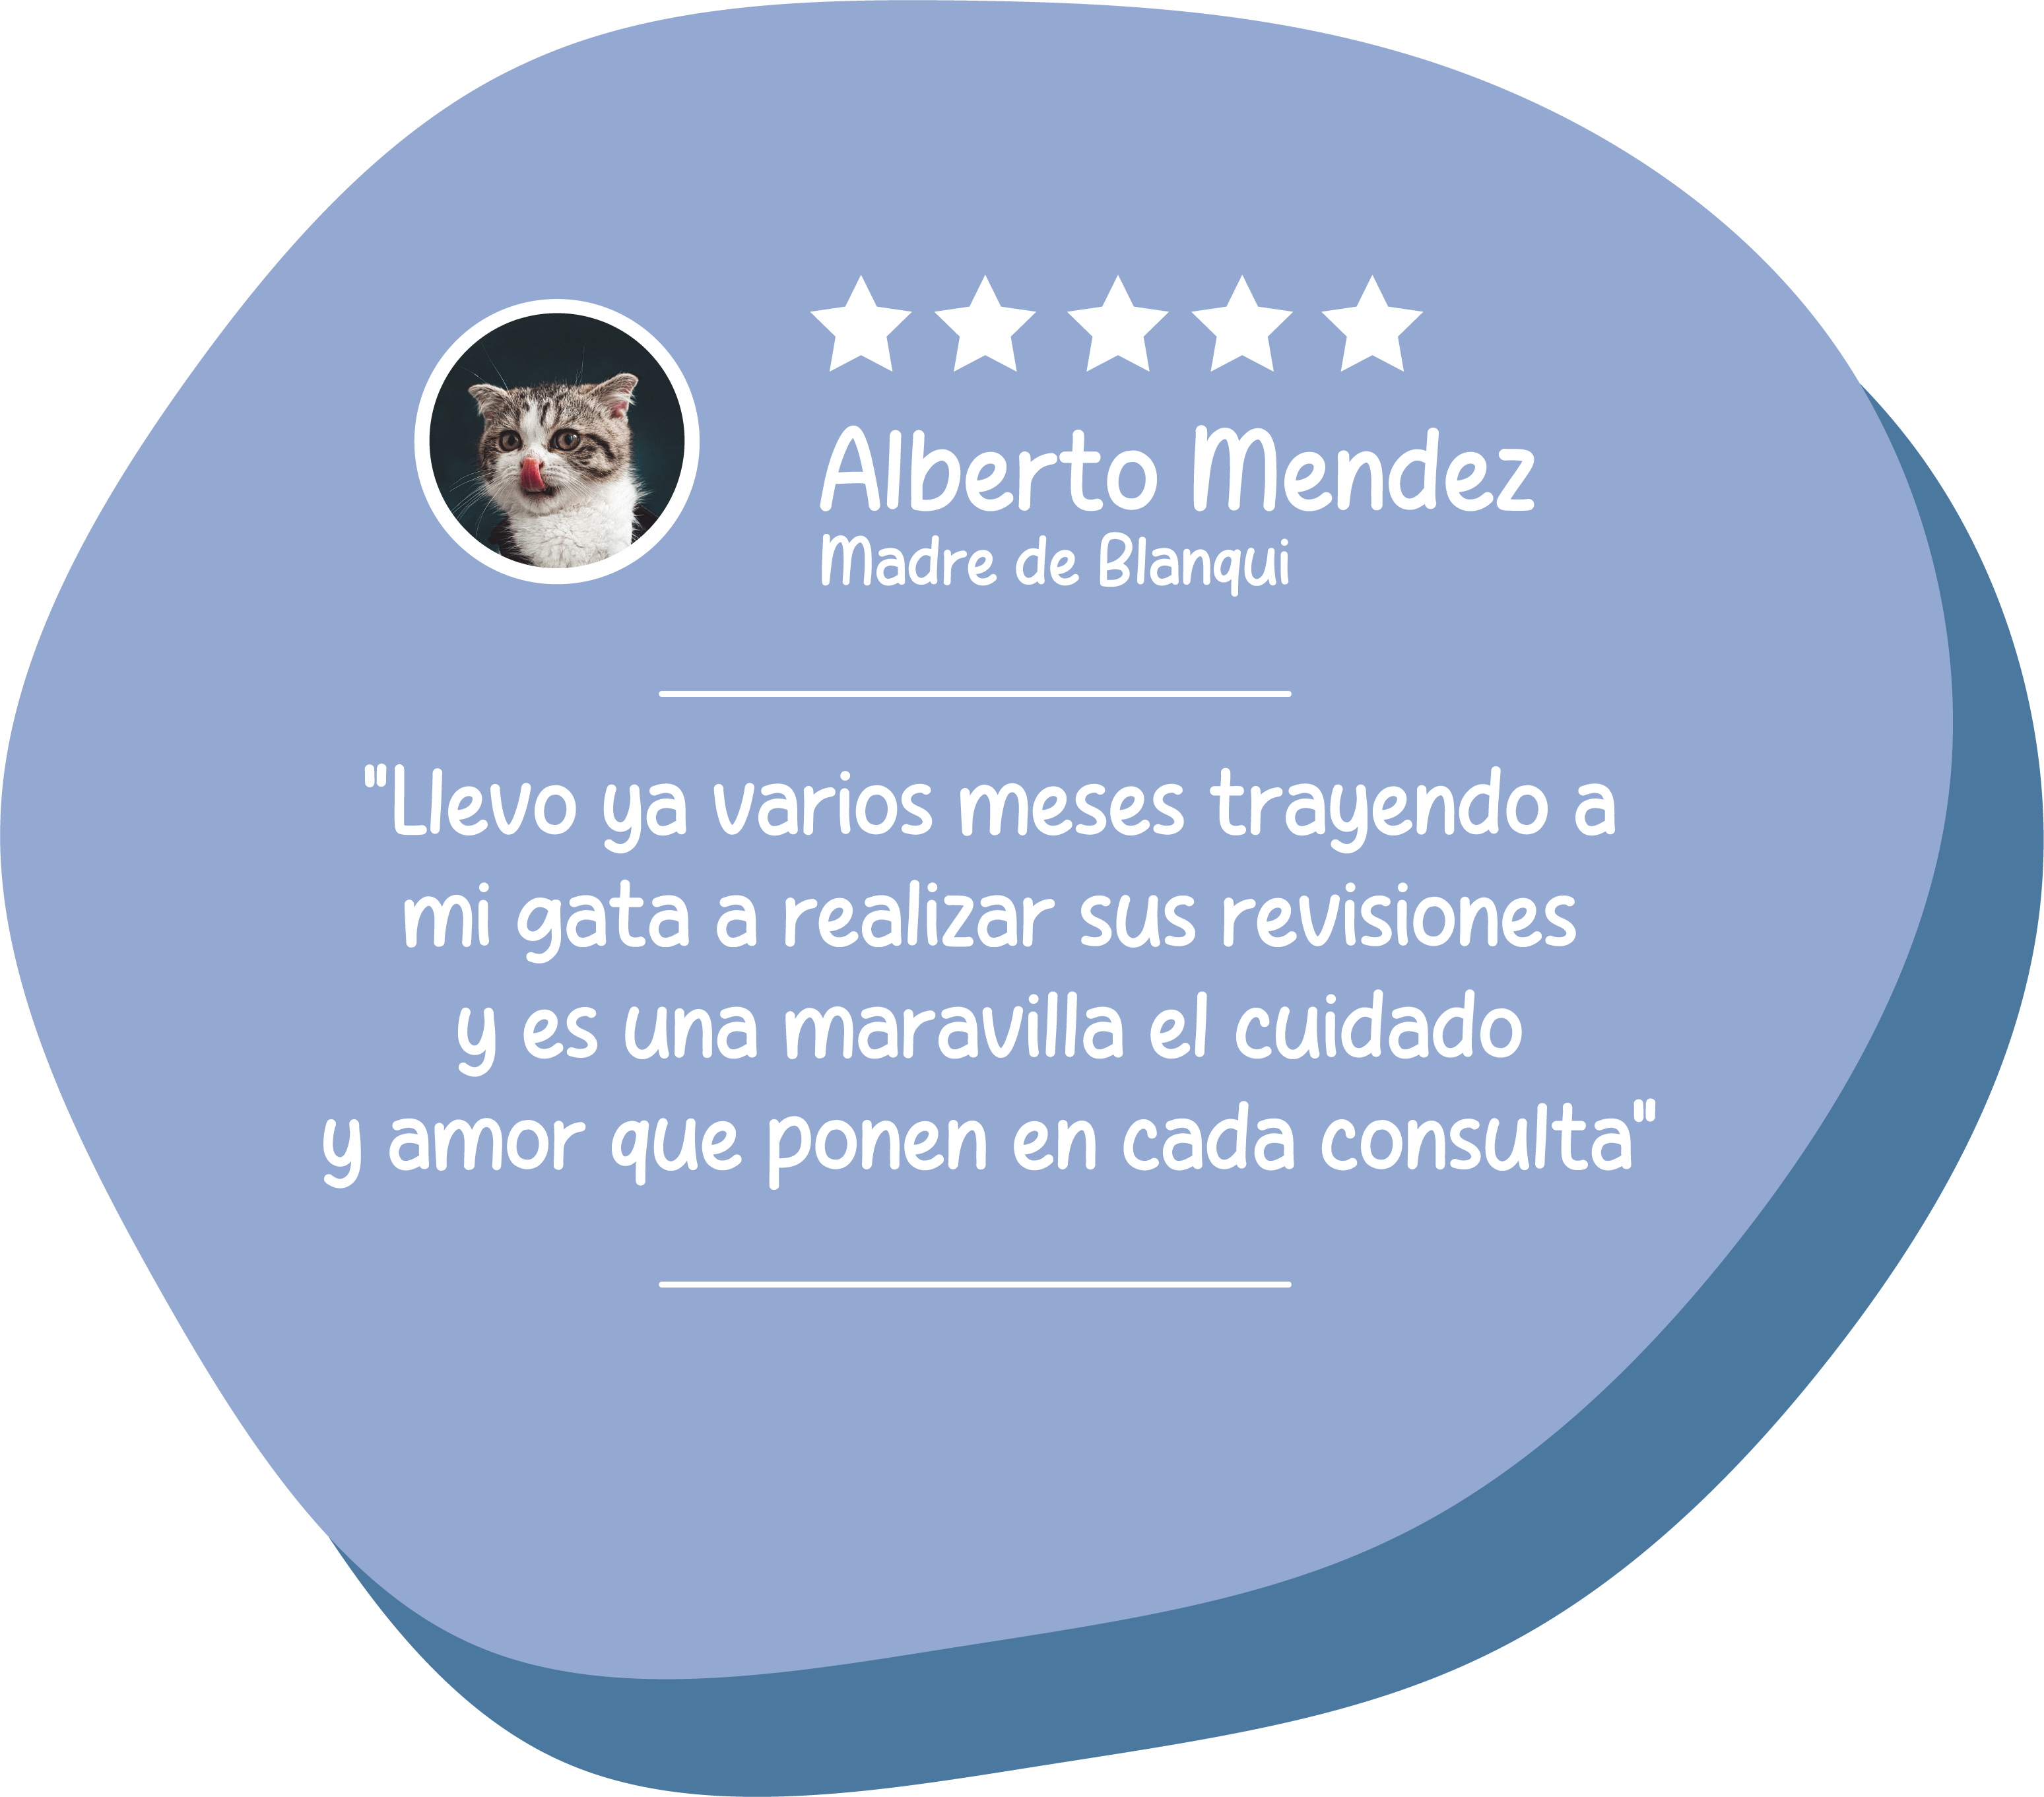 Alberto Mendez
Madre de Blanqui
"Llevo ya varios meses trayendo a
mi gata a realizar sus revisiones
y es una maravilla el cuidado
y amor que ponen en cada consulta"